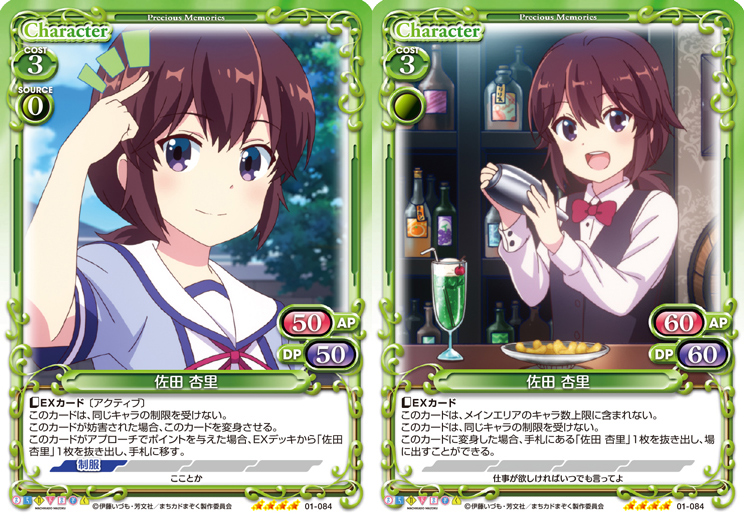 Precious Memories
Character
COST
3
SOURCE
0
50 AP
DP 50
佐田 杏里
EXカード〔アクティブ〕
このカードは、同じキャラの制限を受けない。
このカードが妨害された場合、このカードを変身させる。
このカードがアプローチでポイントを与えた場合、EXデッキから「佐田
杏里」1枚を抜き出し、手札に移す。
制服
こことか
©伊藤いづも・芳文社/まちカドまぞく製作委員会
01-084
Precious Memories
Character
COST
3
60 AP
DP 60
佐田 杏里
EXカード
このカードは、メインエリアのキャラ数上限に含まれない。
このカードは、同じキャラの制限を受けない。
このカードに変身した場合、手札にある「佐田 杏里」1枚を抜き出し、場
に出すことができる。
仕事が欲しければいつでも言ってよ
©伊藤いづも・芳文社/まちカドまぞく製作委員会
01-084